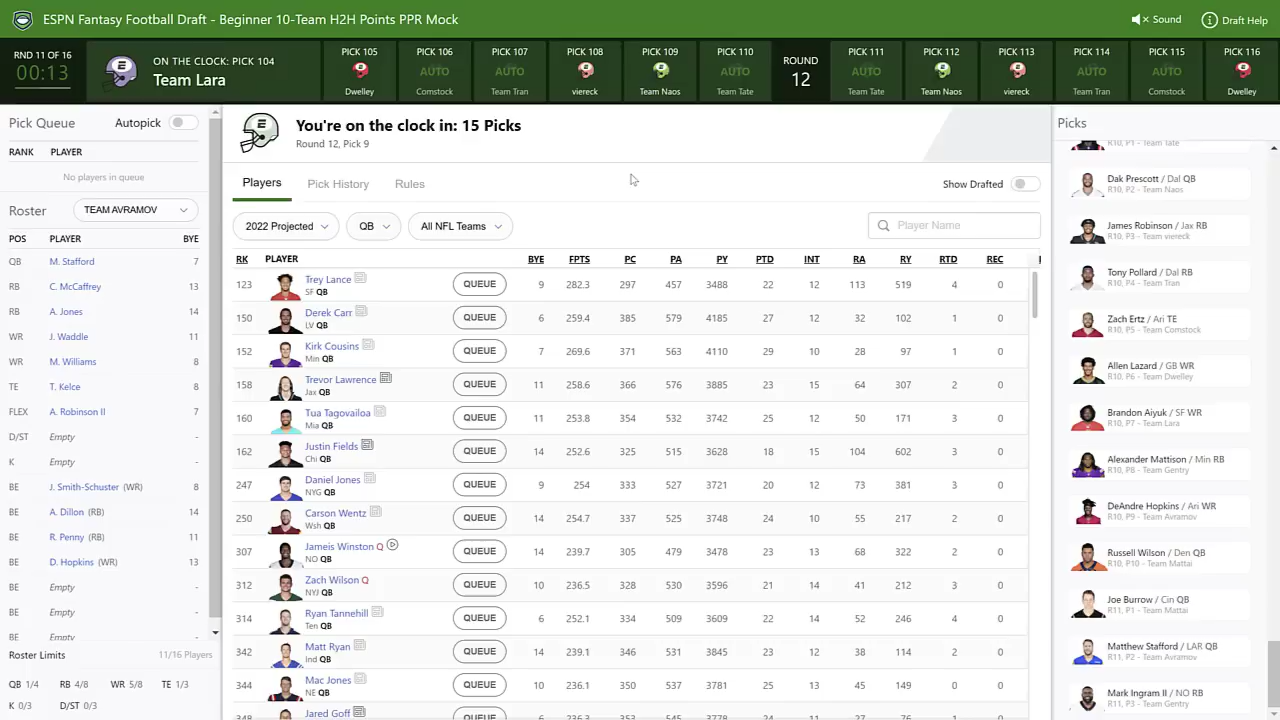 ESPN Fantasy Football Draft - Beginner 10-Team H2H Points PPR Mock
Sound
Draft Help
RND 11 OF 16
00:13
ON THE CLOCK: PICK 104
Team Lara
PICK 105
Dwelley
PICK 106
AUTO
Comstock
PICK 107
AUTO
Team Tran
PICK 108
viereck
PICK 109
Team Naos
PICK 110
AUTO
Team Tate
ROUND
12
PICK 111
AUTO
Team Tate
PICK 112
Team Naos
PICK 113
viereck
PICK 114
AUTO
Team Tran
PICK 115
AUTO
Comstock
PICK 116
Dwelley
Pick Queue
Autopick
RANK PLAYER
No players in queue
Roster
TEAM AVRAMOV
POS PLAYER BYE
QB M. Stafford 7
RB C. McCaffrey 13
RB A. Jones 14
WR J. Waddle 11
WR M. Williams 8
TE T. Kelce 8
FLEX A. Robinson II 7
D/ST Empty -
K Empty -
BE J. Smith-Schuster (WR) 8
BE A. Dillon (RB) 14
BE R. Penny (RB) 11
BE D. Hopkins (WR) 13
BE Empty -
BE Empty -
BE Empty -
Roster Limits 11/16 Players
QB 1/4 RB 4/8 WR 5/8 TE 1/3
K 0/3 D/ST 0/3
You're on the clock in: 15 Picks
Round 12, Pick 9
Players
Pick History
Rules
Show Drafted
2022 Projected
QB
All NFL Teams
Player Name
RK PLAYER BYE FPTS PC PA PY PTD INT RA RY RTD REC
123 Trey Lance SF QB QUEUE 9 282.3 297 457 3488 22 12 113 519 4 0
150 Derek Carr LV QB QUEUE 6 259.4 385 579 4185 27 12 32 102 1 0
152 Kirk Cousins Min QB QUEUE 7 269.6 371 563 4110 29 10 28 97 1 0
158 Trevor Lawrence Jax QB QUEUE 11 258.6 366 576 3885 23 15 64 307 2 0
160 Tua Tagovailoa Mia QB QUEUE 11 253.8 354 532 3742 25 12 50 171 3 0
162 Justin Fields Chi QB QUEUE 14 252.6 325 515 3628 18 15 104 602 3 0
247 Daniel Jones NYG QB QUEUE 9 254 333 527 3721 20 12 73 381 3 0
250 Carson Wentz Wsh QB QUEUE 14 254.7 337 525 3748 24 10 55 217 2 0
307 Jameis Winston Q NO QB QUEUE 14 239.7 305 479 3478 23 13 68 322 2 0
312 Zach Wilson Q NYJ QB QUEUE 10 236.5 328 530 3596 21 14 41 212 3 0
314 Ryan Tannehill Ten QB QUEUE 6 252.1 334 509 3609 22 14 52 246 4 0
342 Matt Ryan Ind QB QUEUE 14 239.1 346 531 3845 23 12 38 114 2 0
344 Mac Jones NE QB QUEUE 10 236.1 350 537 3781 25 13 45 149 0 0
348 Jared Goff QUEUE 6 236.3 353 545 3811 24 11 27 76 1 0
Picks
R10, P1 - Team Tate
Dak Prescott / Dal QB
R10, P2 - Team Naos
James Robinson / Jax RB
R10, P3 - Team viereck
Tony Pollard / Dal RB
R10, P4 - Team Tran
Zach Ertz / Ari TE
R10, P5 - Team Comstock
Allen Lazard / GB WR
R10, P6 - Team Dwelley
Brandon Aiyuk / SF WR
R10, P7 - Team Lara
Alexander Mattison / Min RB
R10, P8 - Team Gentry
DeAndre Hopkins / Ari WR
R10, P9 - Team Avramov
Russell Wilson / Den QB
R10, P10 - Team Mattai
Joe Burrow / Cin QB
R11, P1 - Team Mattai
Matthew Stafford / LAR QB
R11, P2 - Team Avramov
Mark Ingram II / NO RB
R11, P3 - Team Gentry